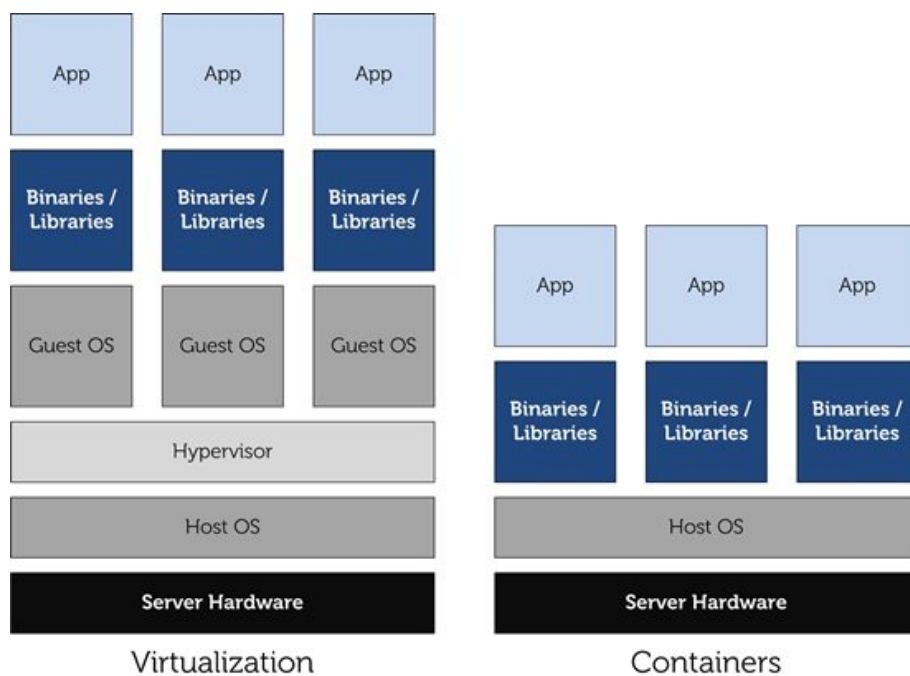 App
App
App
Binaries /
Libraries
Binaries /
Libraries
Binaries /
Libraries
Guest OS
Guest OS
Guest OS
Hypervisor
Host OS
Server Hardware
Virtualization
App
App
App
Binaries /
Libraries
Binaries /
Libraries
Binaries /
Libraries
Host OS
Server Hardware
Containers